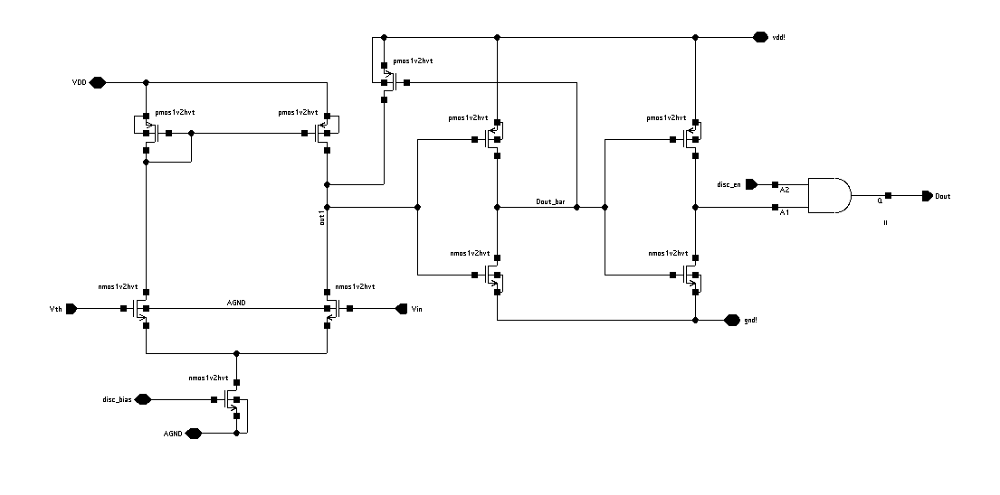 vdd!
pmos1v2hvt
VDD
pmos1v2hvt
pmos1v2hvt
pmos1v2hvt
pmos1v2hvt
disc_en
A2
Dout
Q
Dout_bar
A1
out1
nmos1v2hvt
nmos1v2hvt
nmos1v2hvt
nmos1v2hvt
Vth
AGND
Vin
gnd!
nmos1v2hvt
disc_bias
AGND